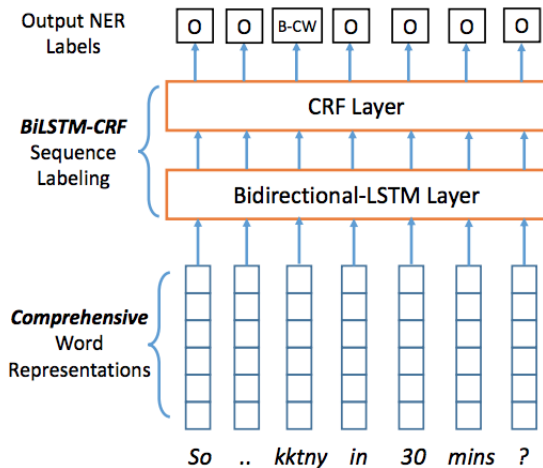 Output NER
Labels
O O B-CW O O O O
CRF Layer
BiLSTM-CRF
Sequence
Labeling
Bidirectional-LSTM Layer
Comprehensive
Word
Representations
So .. kktny in 30 mins ?